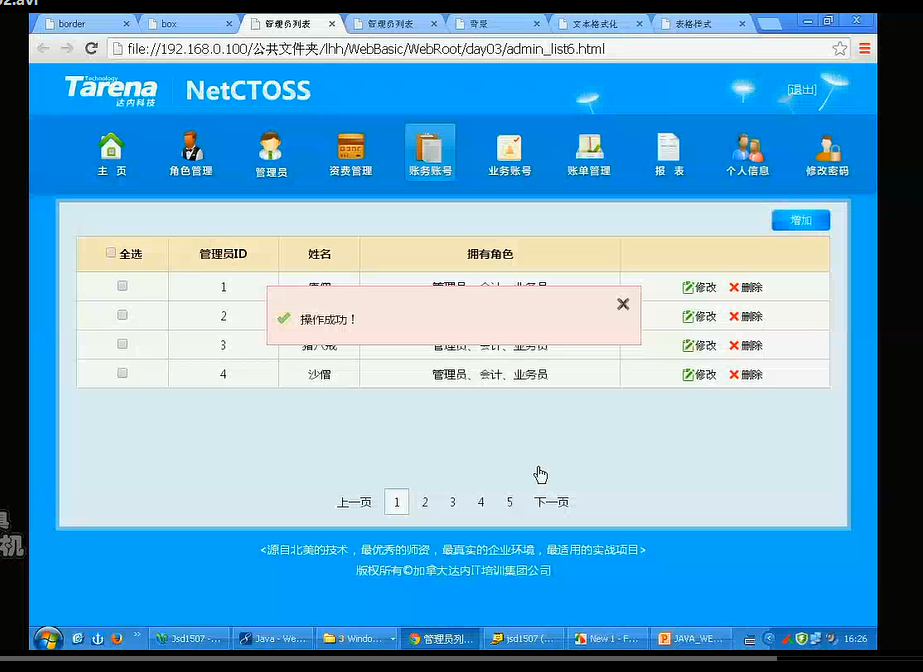 02.avi
border
box
管理员列表
管理员列表
背景
文本格式化
表格样式
file://192.168.0.100/公共文件夹/lhh/WebBasic/WebRoot/day03/admin_list6.html
Technology
Tarena
达内科技
NetCTOSS
[退出]
主 页
角色管理
管理员
资费管理
账务账号
业务账号
账单管理
报 表
个人信息
修改密码
增加
全选 管理员ID 姓名 拥有角色
1 管理员、会计、业务员 修改 删除
2 修改 删除
操作成功！
3 猪八戒 管理员、会计、业务员 修改 删除
4 沙僧 管理员、会计、业务员 修改 删除
上一页 1 2 3 4 5 下一页
<源自北美的技术，最优秀的师资，最真实的企业环境，最适用的实战项目>
版权所有©加拿大达内IT培训集团公司
机
Jsd1507 -...
Java - We...
3 Windo...
管理员列...
jsd1507 (...
New 1 - F...
JAVA_WE...
16:26